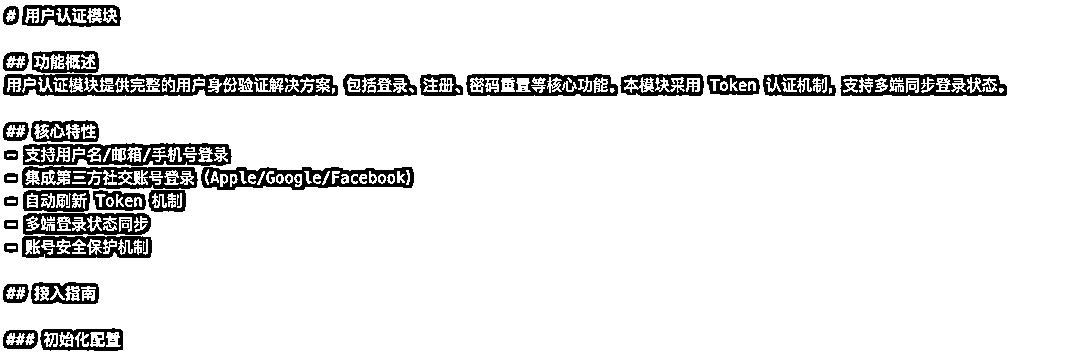 # 用户认证模块
## 功能概述
用户认证模块提供完整的用户身份验证解决方案，包括登录、注册、密码重置等核心功能。本模块采用 Token 认证机制，支持多端同步登录状态。
## 核心特性
- 支持用户名/邮箱/手机号登录
- 集成第三方社交账号登录（Apple/Google/Facebook）
- 自动刷新 Token 机制
- 多端登录状态同步
- 账号安全保护机制
## 接入指南
### 初始化配置